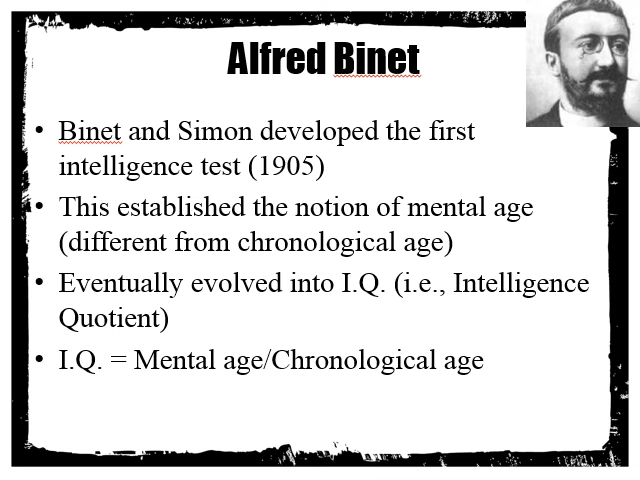 Alfred Binet
• Binet and Simon developed the first
intelligence test (1905)
• This established the notion of mental age
(different from chronological age)
• Eventually evolved into I.Q. (i.e., Intelligence
Quotient)
• I.Q. = Mental age/Chronological age